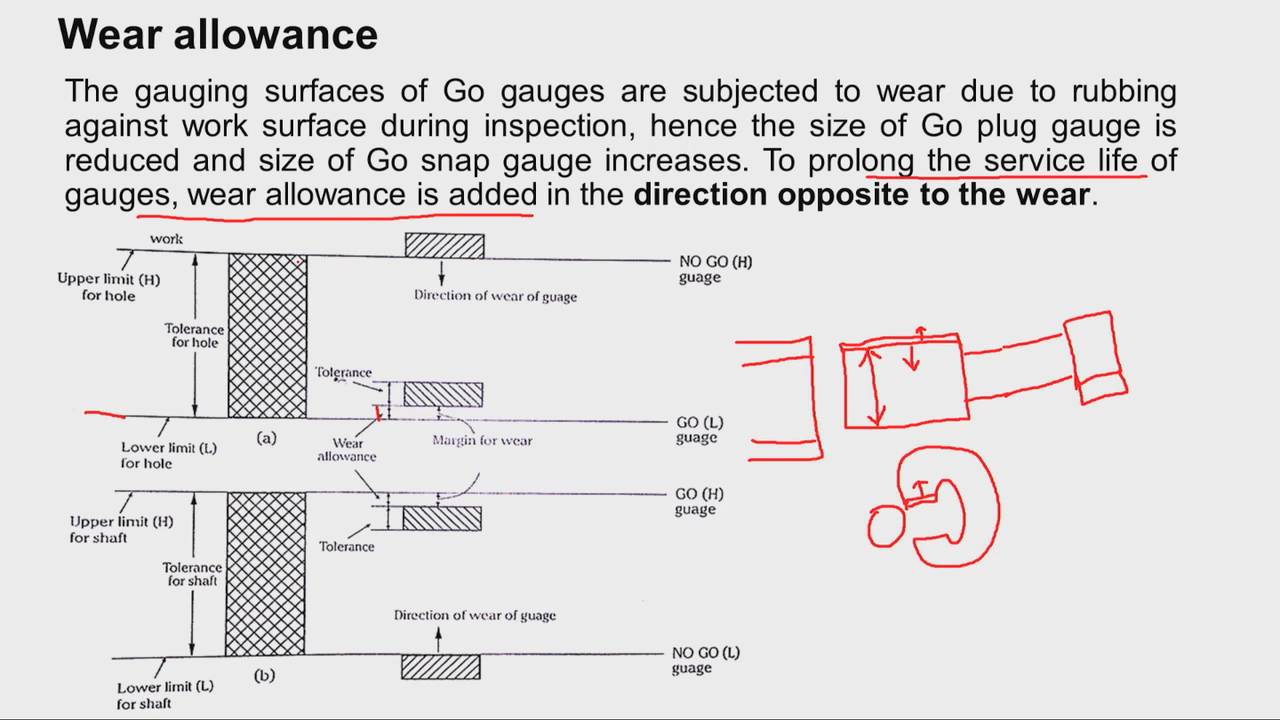 Wear allowance
The gauging surfaces of Go gauges are subjected to wear due to rubbing
against work surface during inspection, hence the size of Go plug gauge is
reduced and size of Go snap gauge increases. To prolong the service life of
gauges, wear allowance is added in the direction opposite to the wear.
work
Upper limit (H)
for hole
NO GO (H)
guage
Direction of wear of guage
Tolerance
for hole
Tolerance
GO (L)
guage
Lower limit (L)
for hole
(a)
Wear
allowance
Margin for wear
Upper limit (H)
for shaft
GO (H)
guage
Tolerance
Tolerance
for shaft
Direction of wear of guage
NO GO (L)
guage
Lower limit (L)
for shaft
(b)